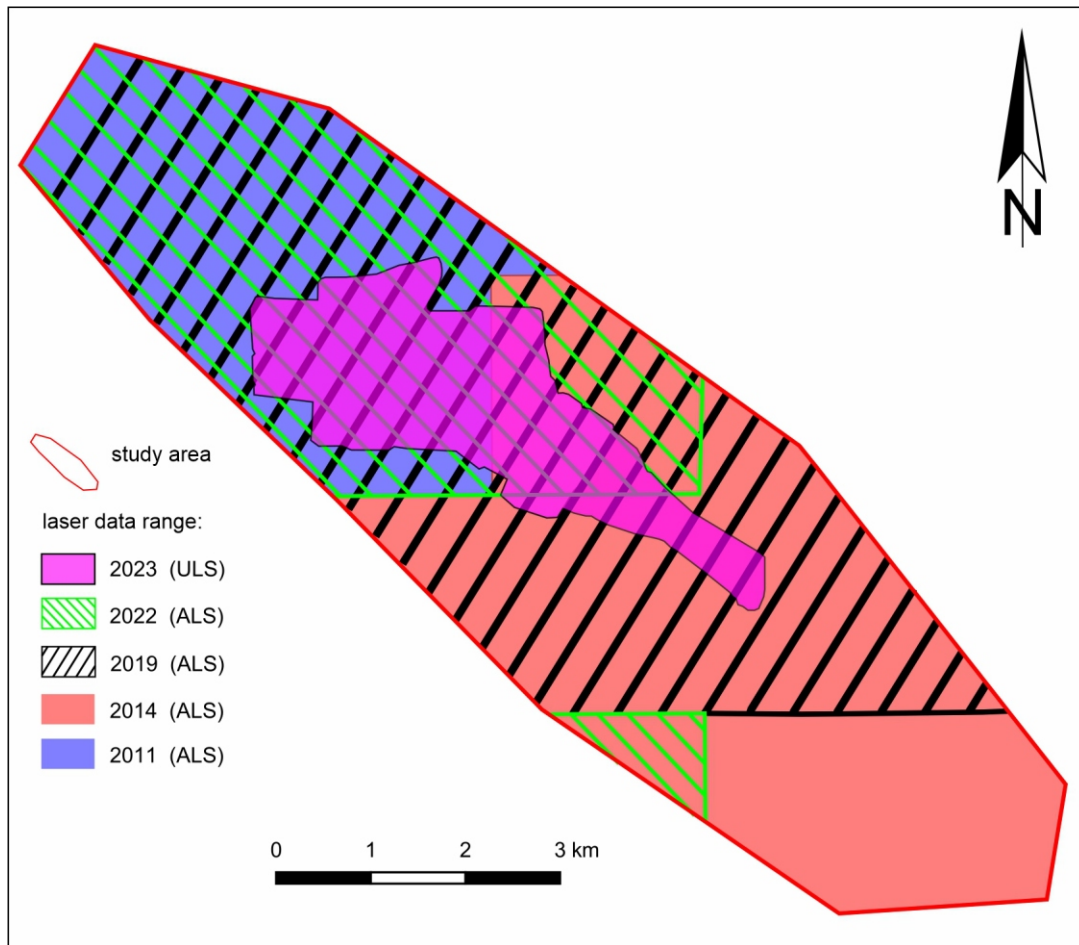 N
study area
laser data range:
2023 (ULS)
2022 (ALS)
2019 (ALS)
2014 (ALS)
2011 (ALS)
0 1 2 3 km